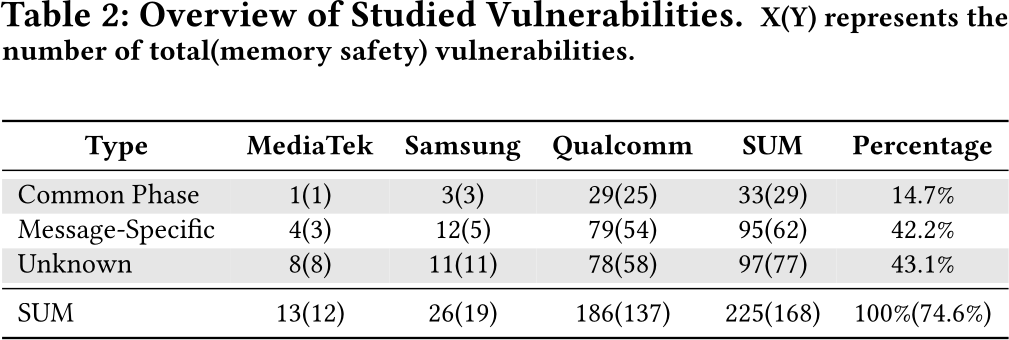 Table 2: Overview of Studied Vulnerabilities. X(Y) represents the
number of total(memory safety) vulnerabilities.
Type MediaTek Samsung Qualcomm SUM Percentage
Common Phase 1(1) 3(3) 29(25) 33(29) 14.7%
Message-Specific 4(3) 12(5) 79(54) 95(62) 42.2%
Unknown 8(8) 11(11) 78(58) 97(77) 43.1%
SUM 13(12) 26(19) 186(137) 225(168) 100%(74.6%)